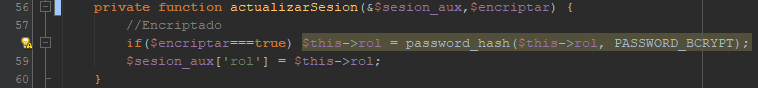 56 private function actualizarSesion(&$sesion_aux,$encriptar) {
57 //Encriptado
if($encriptar===true) $this->rol = password_hash($this->rol, PASSWORD_BCRYPT);
59 $sesion_aux['rol'] = $this->rol;
60 }